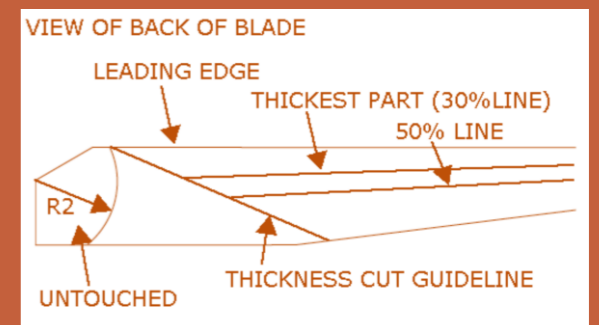 VIEW OF BACK OF BLADE
LEADING EDGE
THICKEST PART (30%LINE)
50% LINE
R2
THICKNESS CUT GUIDELINE
UNTOUCHED